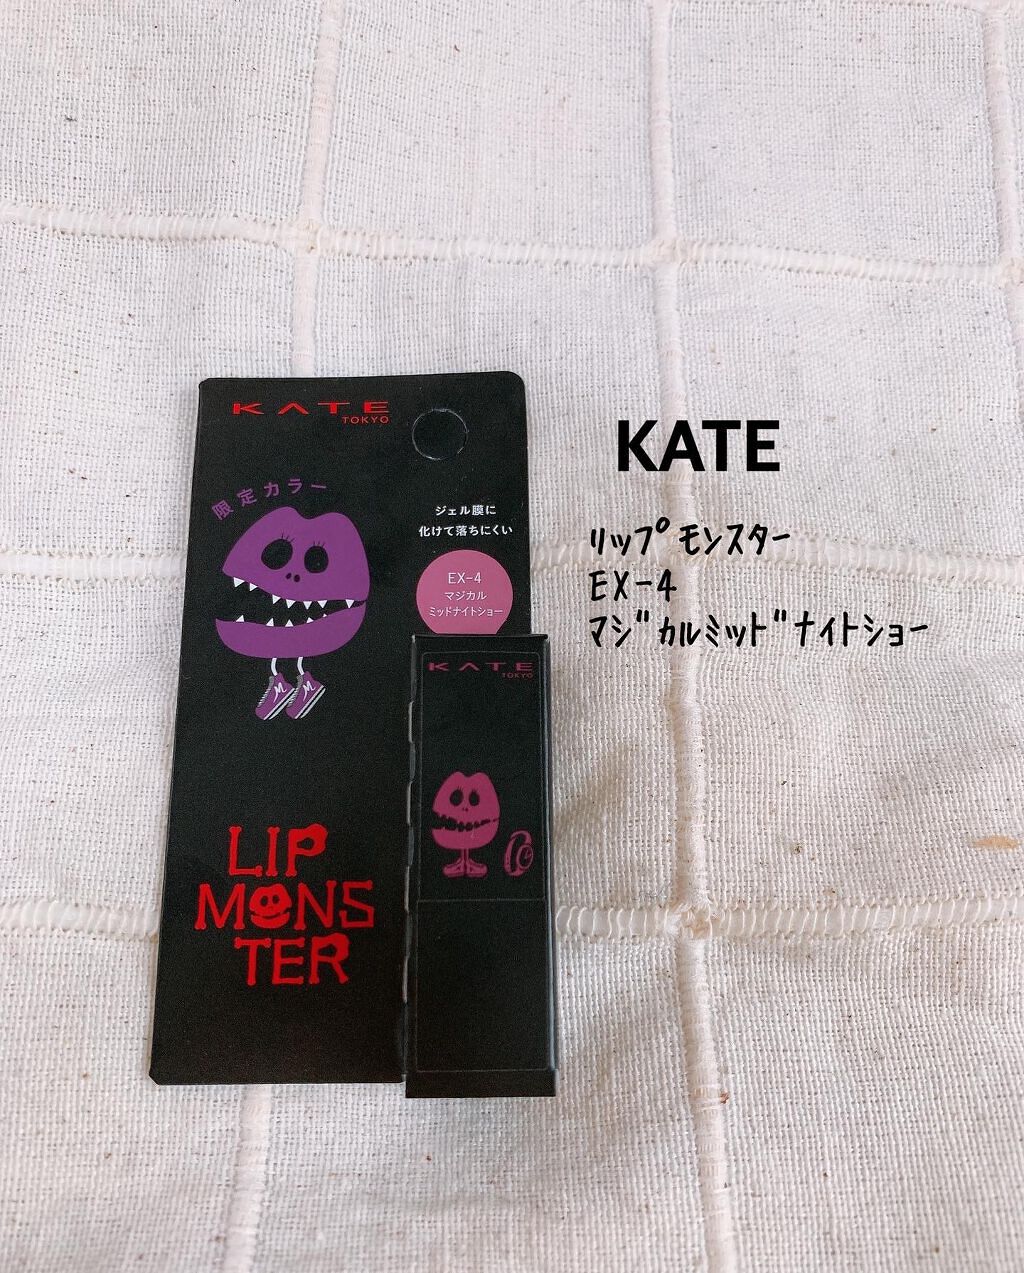 KATE
TOKYO
限定カラー
ジェル膜に
化けて落ちにくい
EX-4
マジカル
ミッドナイトショー
KATE
TOKYO
LIP
MONS
TER
KATE
リップモンスター
EX-4
マジカルミッドナイトショー